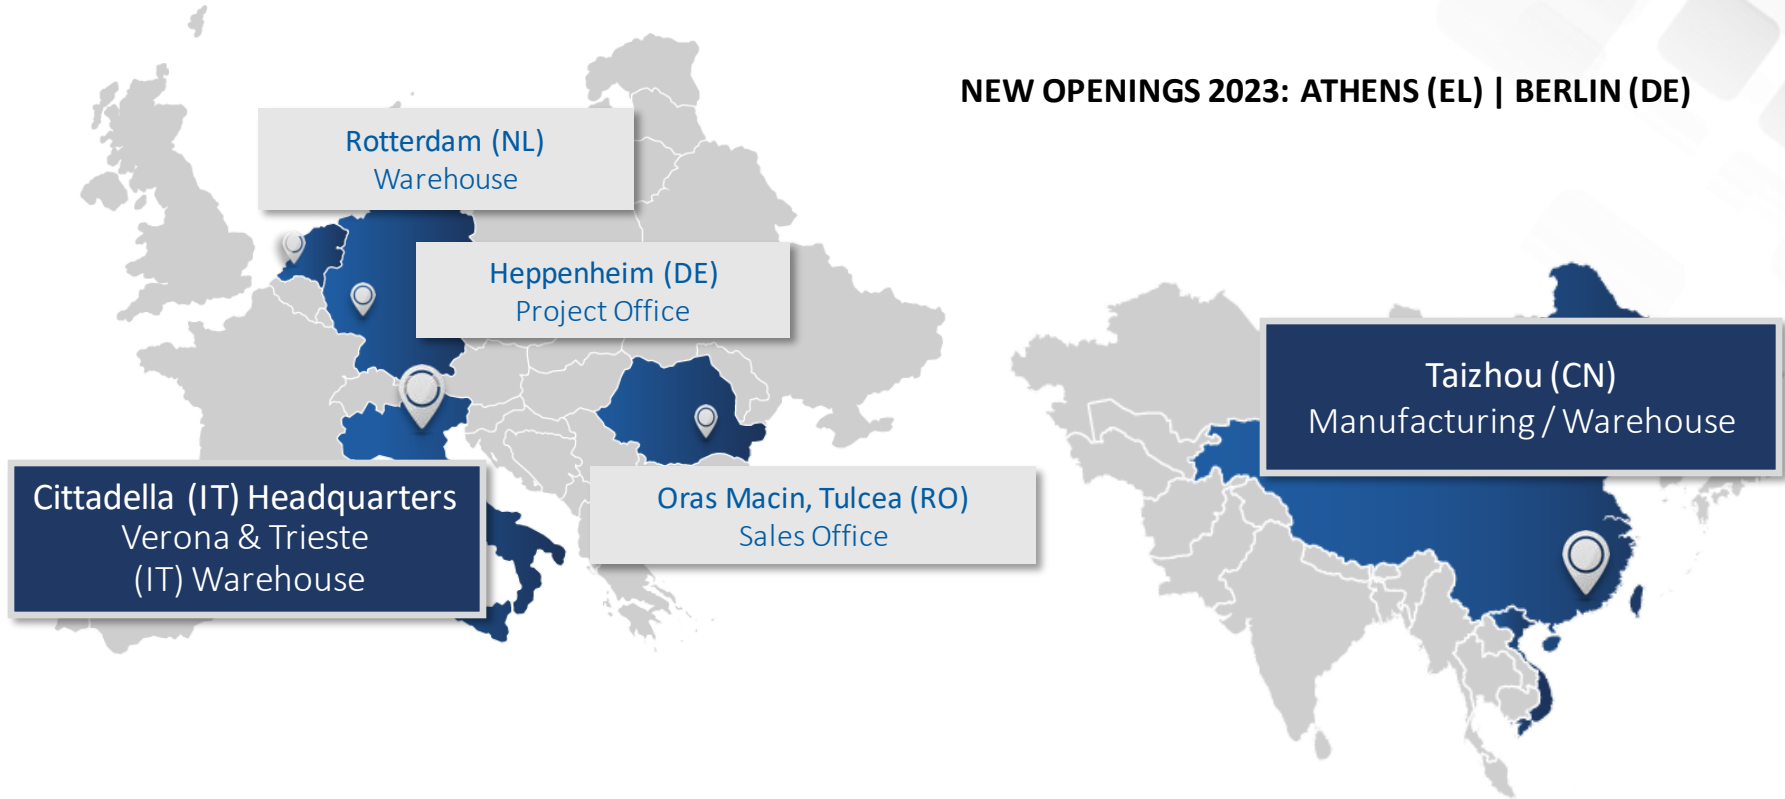 NEW OPENINGS 2023: ATHENS (EL) | BERLIN (DE)
Rotterdam (NL)
Warehouse
Heppenheim (DE)
Project Office
Taizhou (CN)
Manufacturing / Warehouse
Cittadella (IT) Headquarters
Verona & Trieste
(IT) Warehouse
Oras Macin, Tulcea (RO)
Sales Office